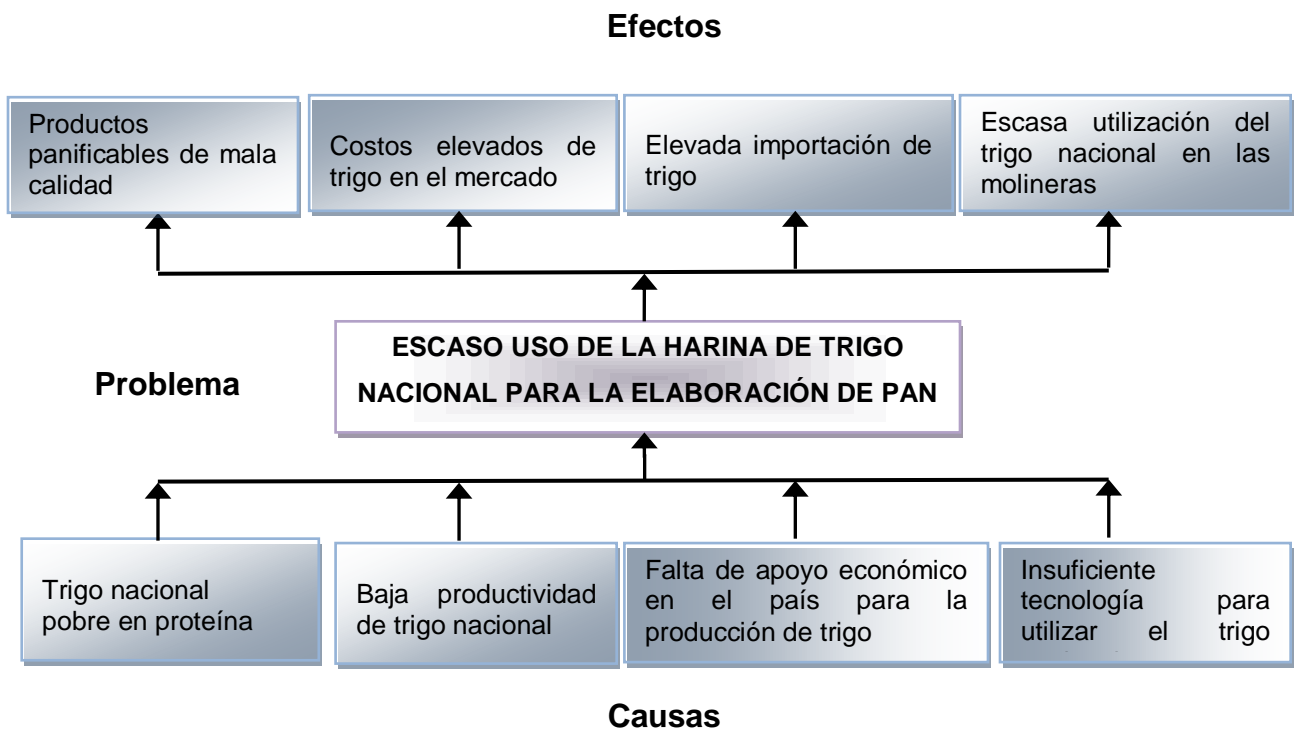 Efectos
Productos
panificables de mala
calidad
Costos elevados de
trigo en el mercado
Elevada importación de
trigo
Escasa utilización del
trigo nacional en las
molineras
ESCASO USO DE LA HARINA DE TRIGO
NACIONAL PARA LA ELABORACIÓN DE PAN
Problema
Trigo nacional
pobre en proteína
Baja productividad
de trigo nacional
Falta de apoyo económico
en el país para la
producción de trigo
Insuficiente
tecnología para
utilizar el trigo
Causas